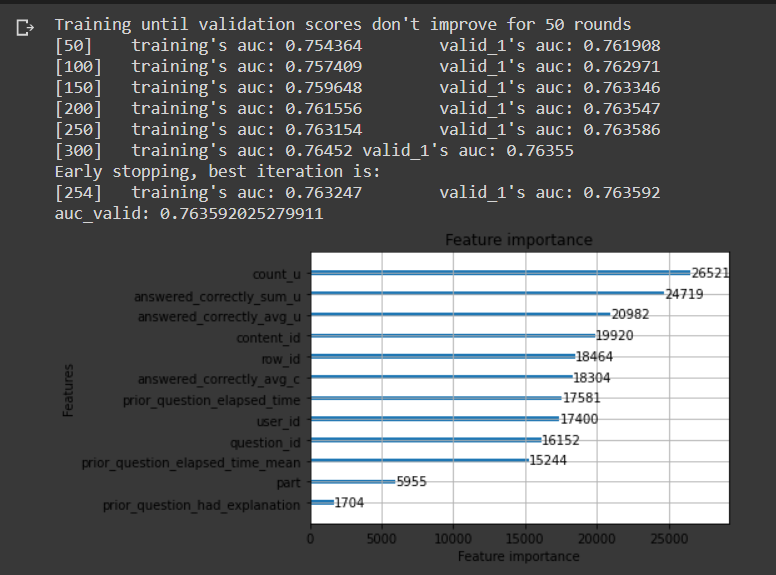 Training until validation scores don't improve for 50 rounds
[50] training's auc: 0.754364 valid_1's auc: 0.761908
[100] training's auc: 0.757409 valid_1's auc: 0.762971
[150] training's auc: 0.759648 valid_1's auc: 0.763346
[200] training's auc: 0.761556 valid_1's auc: 0.763547
[250] training's auc: 0.763154 valid_1's auc: 0.763586
[300] training's auc: 0.76452 valid_1's auc: 0.76355
Early stopping, best iteration is:
[254] training's auc: 0.763247 valid_1's auc: 0.763592
auc_valid: 0.763592025279911
Feature importance
Features
count_u 26521
answered_correctly_sum_u 24719
answered_correctly_avg_u 20982
content_id 19920
row_id 18464
answered_correctly_avg_c 18304
prior_question_elapsed_time 17581
user_id 17400
question_id 16152
prior_question_elapsed_time_mean 15244
part 5955
prior_question_had_explanation 1704
0 5000 10000 15000 20000 25000
Feature importance